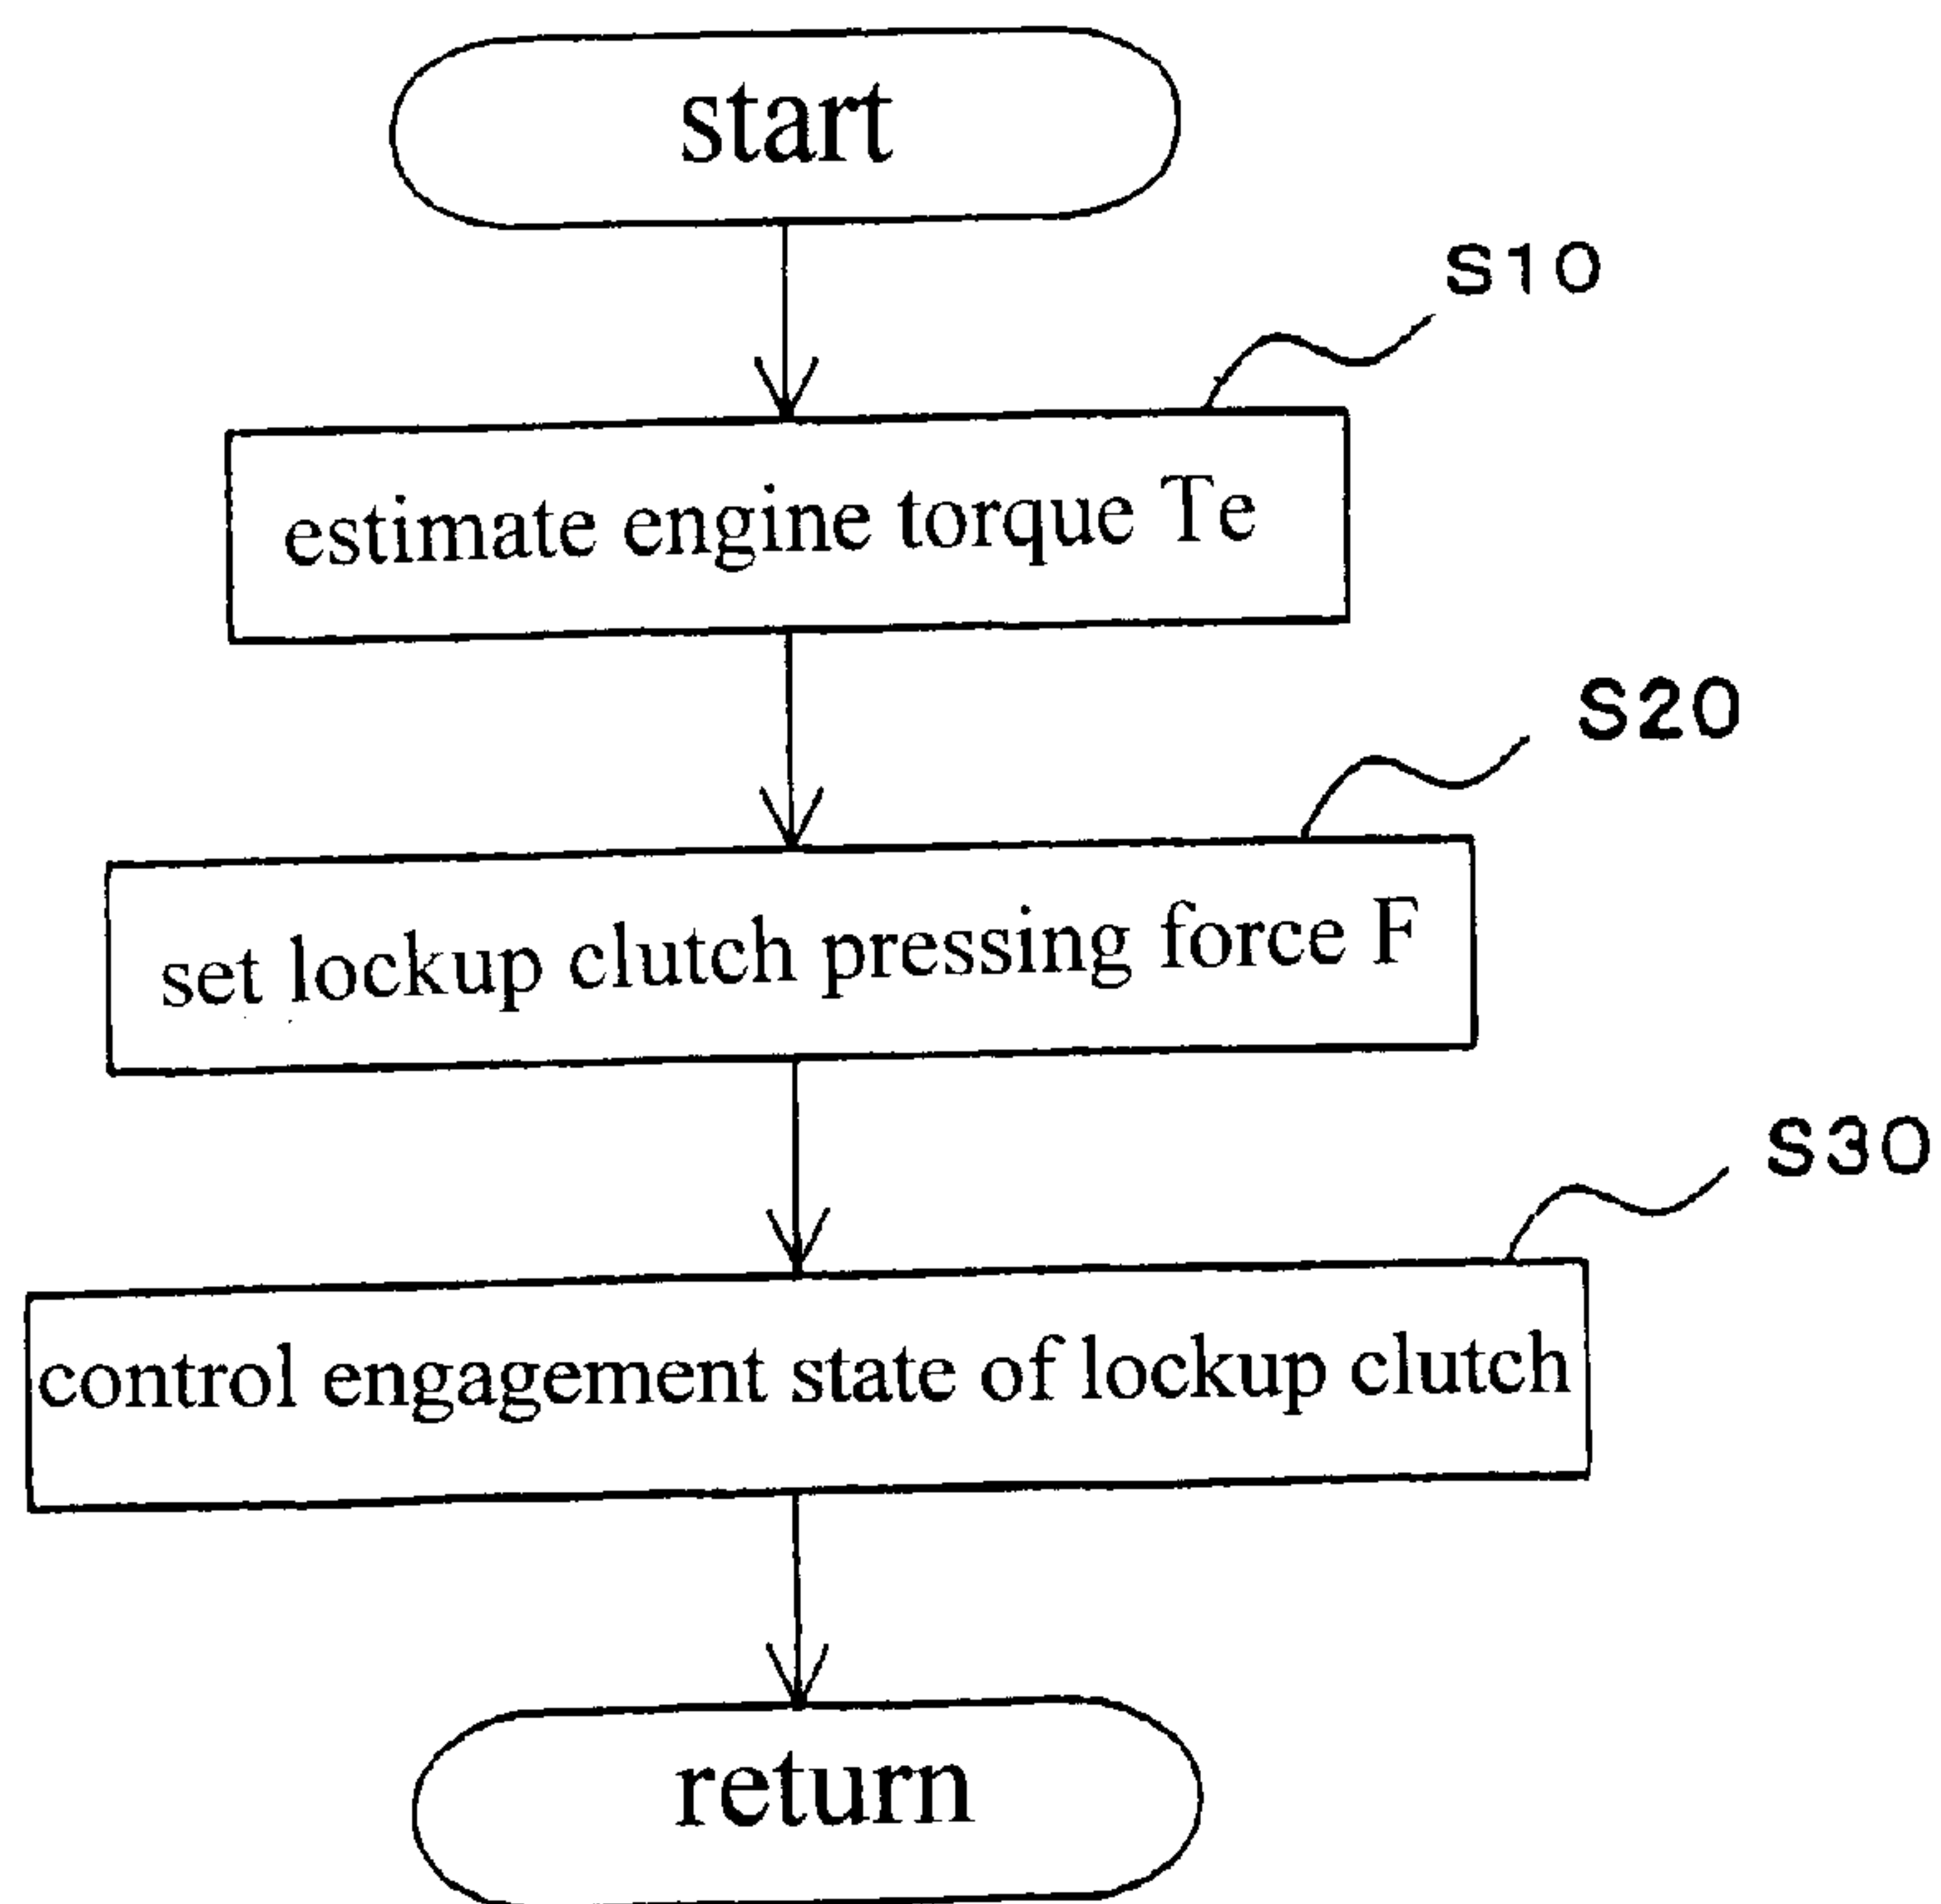 start
S10
estimate engine torque Te
S20
set lockup clutch pressing force F
S30
control engagement state of lockup clutch
return